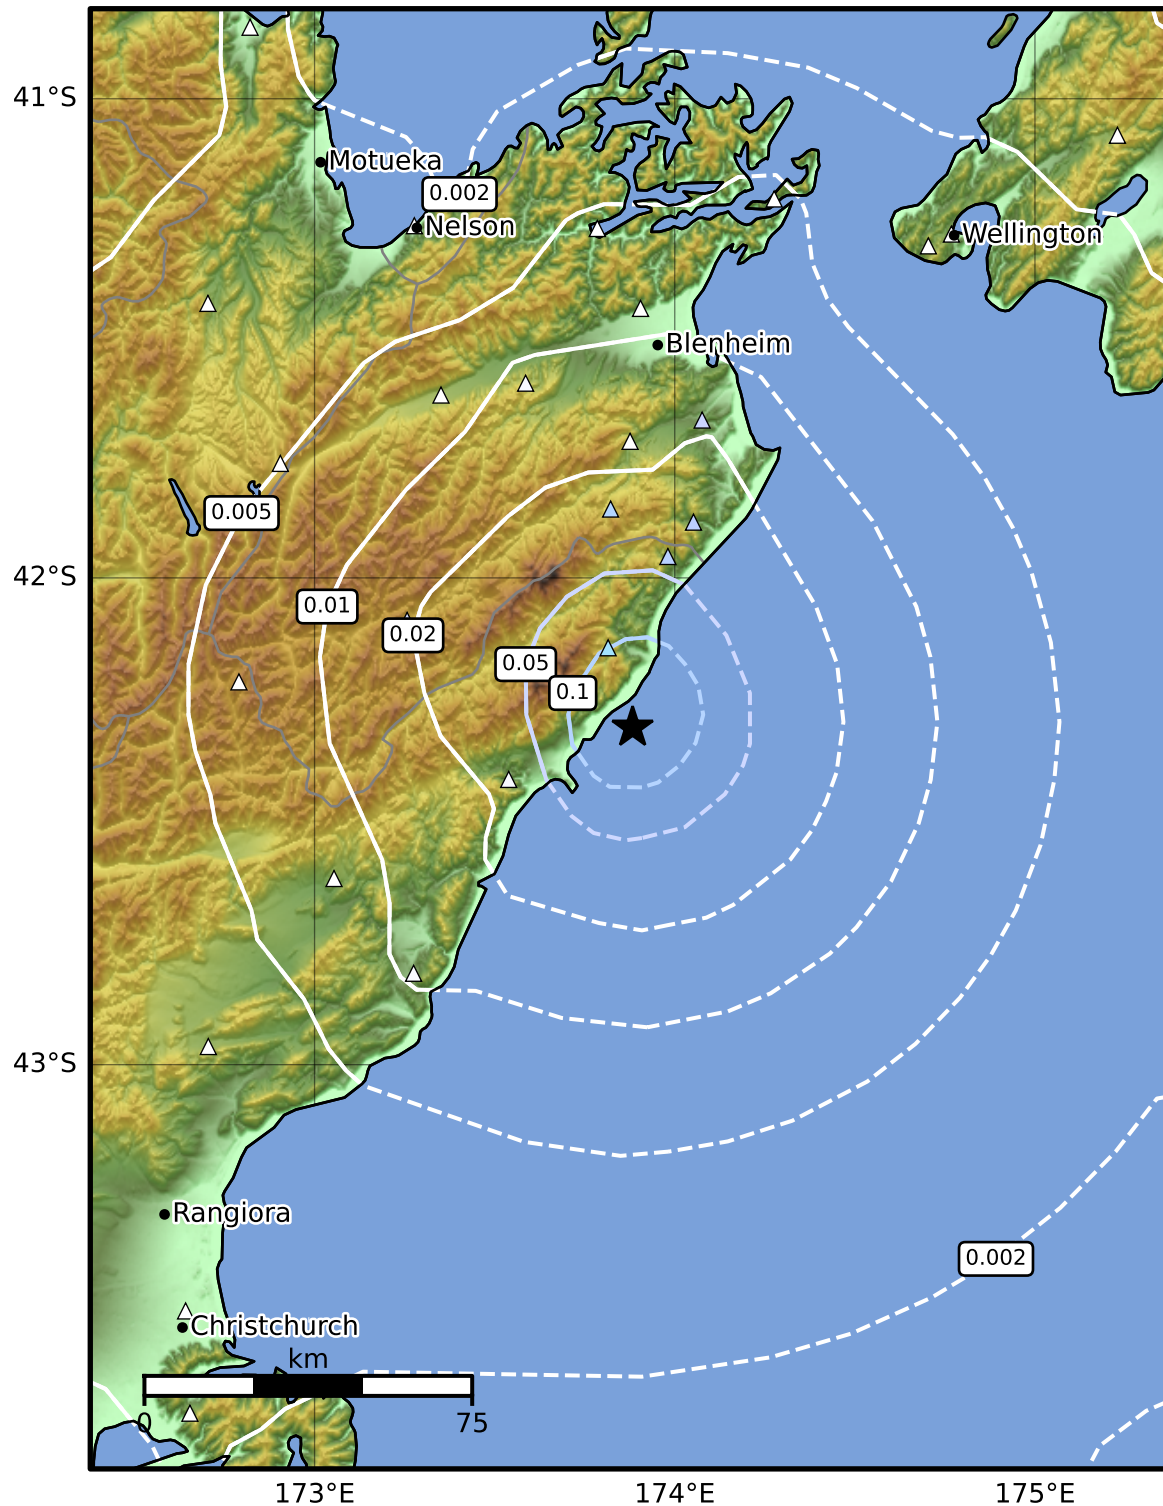 41°S
Motueka
0.002
Nelson
Wellington
Blenheim
0.005
42°S
0.01
0.02
0.05
0.1
43°S
Rangiora
0.002
Christchurch
km
0 75
173°E 174°E 175°E